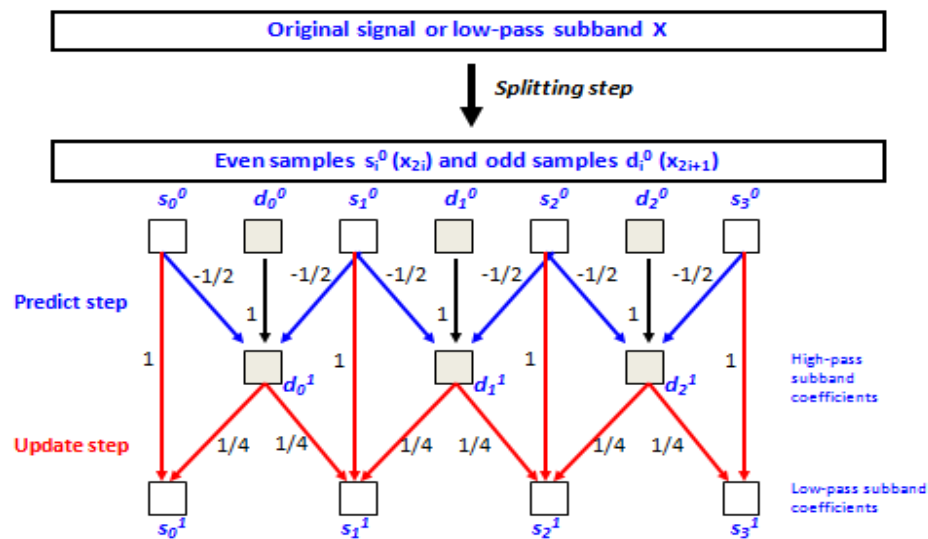 Original signal or low-pass subband X
Splitting step
Even samples sᵢ⁰ (x₂ᵢ) and odd samples dᵢ⁰ (x₂ᵢ₊₁)
s₀⁰ d₀⁰ s₁⁰ d₁⁰ s₂⁰ d₂⁰ s₃⁰
-1/2 -1/2 -1/2 -1/2 -1/2 -1/2
Predict step
1 1 1
1 1 1 1
High-pass
subband
coefficients
d₀¹ d₁¹ d₂¹
Update step
1/4 1/4 1/4 1/4 1/4 1/4
Low-pass subband
coefficients
s₀¹ s₁¹ s₂¹ s₃¹